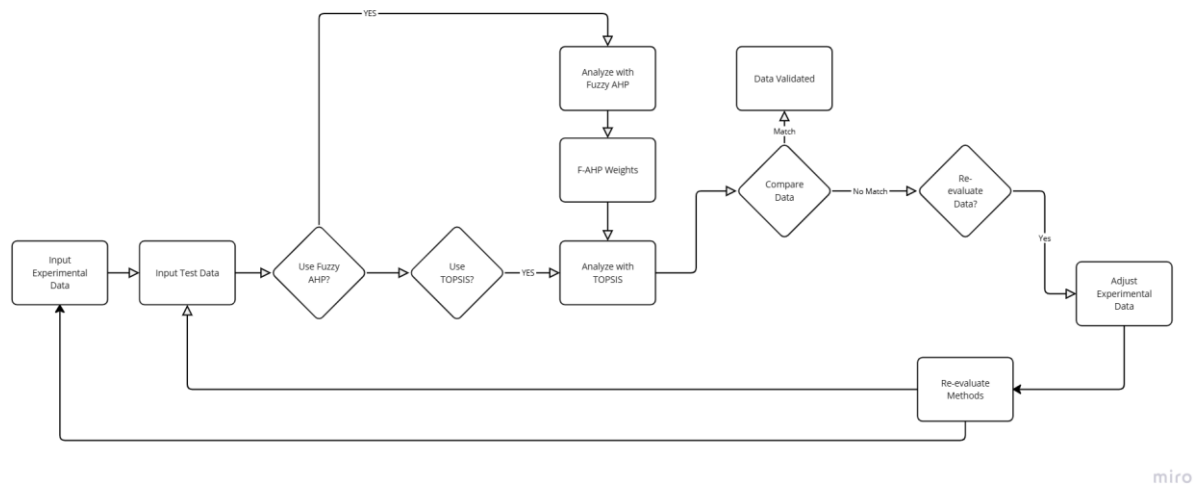 YES
Analyze with
Fuzzy AHP
Data Validated
Match
F-AHP Weights
Compare
Data
No Match
Re-
evaluate
Data?
Yes
Input
Experimental
Data
Input Test Data
Use Fuzzy
AHP?
Use
TOPSIS?
YES
Analyze with
TOPSIS
Adjust
Experimental
Data
Re-evaluate
Methods
miro